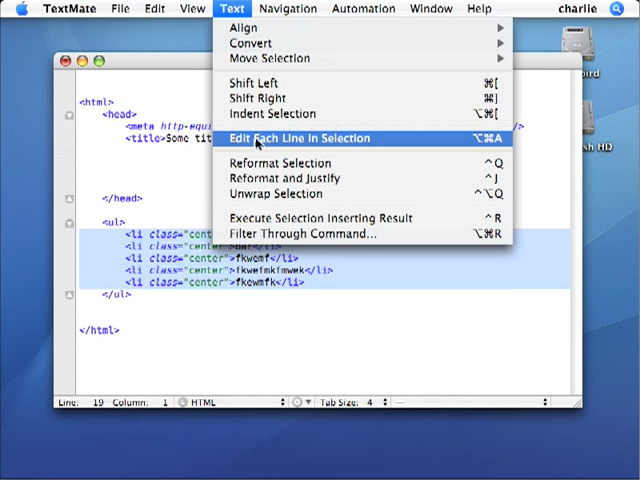 TextMate File Edit View Text Navigation Automation Window Help charlie
Align
Convert
Move Selection
Shift Left ⌘[
Shift Right ⌘]
Indent Selection ⌥⌘[
Edit Each Line in Selection ⌥⌘A
Reformat Selection ^Q
Reformat and Justify ^J
Unwrap Selection ^⌥Q
Execute Selection Inserting Result ^R
Filter Through Command... ⌥⌘R
<html>
<head>
<meta http-equi />
<title>Some tit
</head>
<ul>
<li class="cent
<li class="center">bar</li>
<li class="center">fkwemf</li>
<li class="center">fkwefmkfmwek</li>
<li class="center">fkewmfk</li>
</ul>
</html>
Line: 19 Column: 1 HTML Tab Size: 4 —
HD